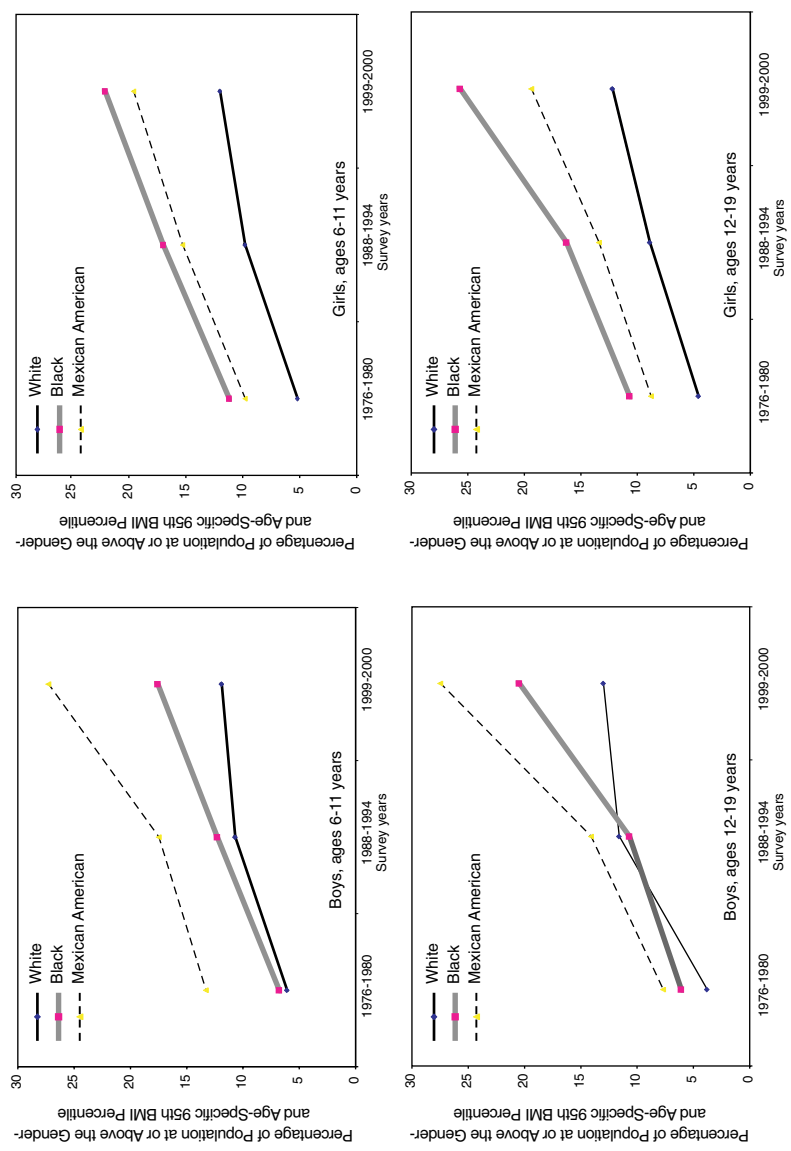 Percentage of Population at or Above the Gender-
and Age-Specific 95th BMI Percentile
30
25
20
15
10
5
0
White
Black
Mexican American
Boys, ages 6-11 years
1976-1980
1988-1994
1999-2000
Survey years
Percentage of Population at or Above the Gender-
and Age-Specific 95th BMI Percentile
30
25
20
15
10
5
0
White
Black
Mexican American
Girls, ages 6-11 years
1976-1980
1988-1994
1999-2000
Survey years
Percentage of Population at or Above the Gender-
and Age-Specific 95th BMI Percentile
30
25
20
15
10
5
0
White
Black
Mexican American
Boys, ages 12-19 years
1976-1980
1988-1994
1999-2000
Survey years
Percentage of Population at or Above the Gender-
and Age-Specific 95th BMI Percentile
30
25
20
15
10
5
0
White
Black
Mexican American
Girls, ages 12-19 years
1976-1980
1988-1994
1999-2000
Survey years